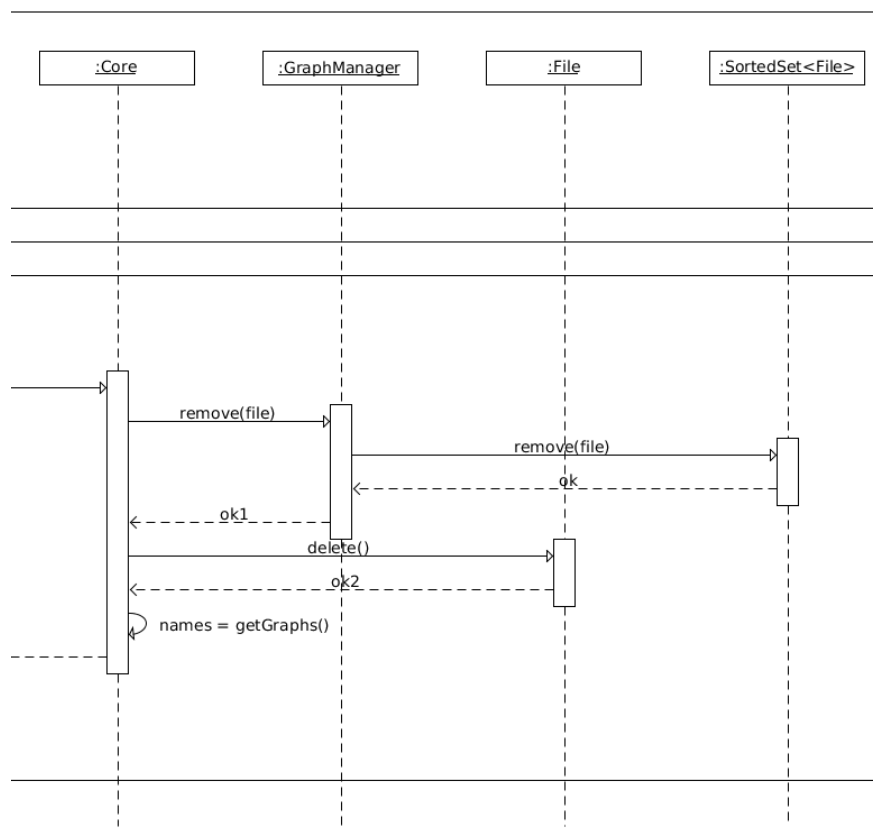 :Core
:GraphManager
:File
:SortedSet<File>
remove(file)
remove(file)
ok
ok1
delete()
ok2
names = getGraphs()